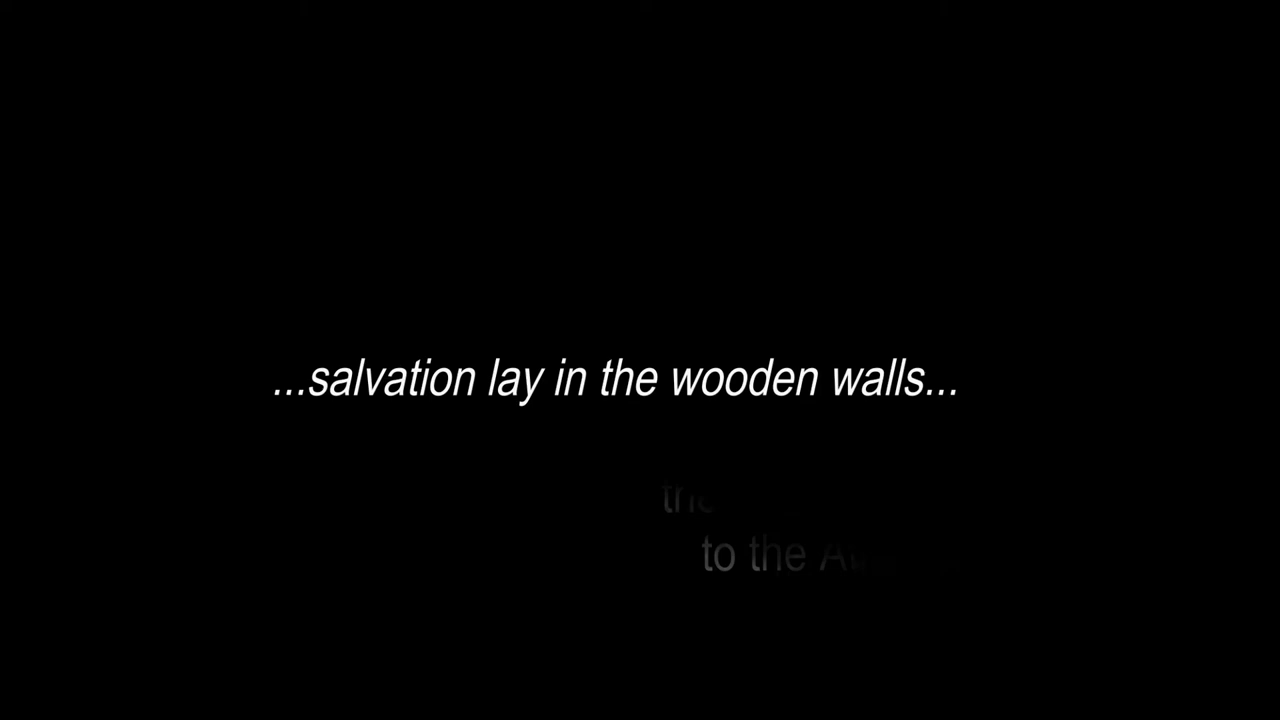 ...salvation lay in the wooden walls...
to the